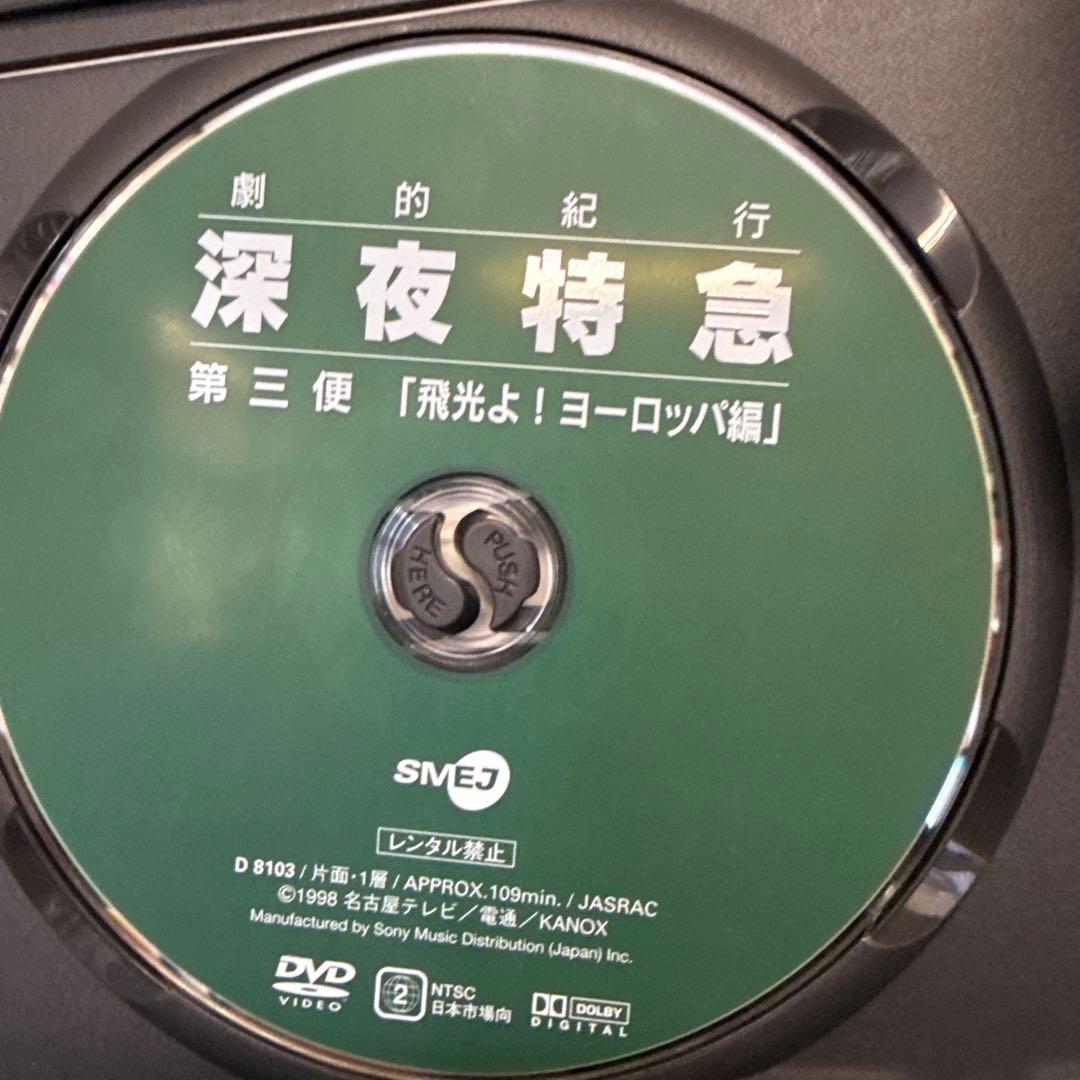 劇的紀行
深夜特急
第三便 「飛光よ！ヨーロッパ編」
PUSH
HERE
SMEJ
レンタル禁止
D 8103 / 片面・1層 / APPROX.109min. / JASRAC
©1998 名古屋テレビ／電通／KANOX
Manufactured by Sony Music Distribution (Japan) Inc.
DVD
VIDEO
2
NTSC
日本市場向
DOLBY
DIGITAL